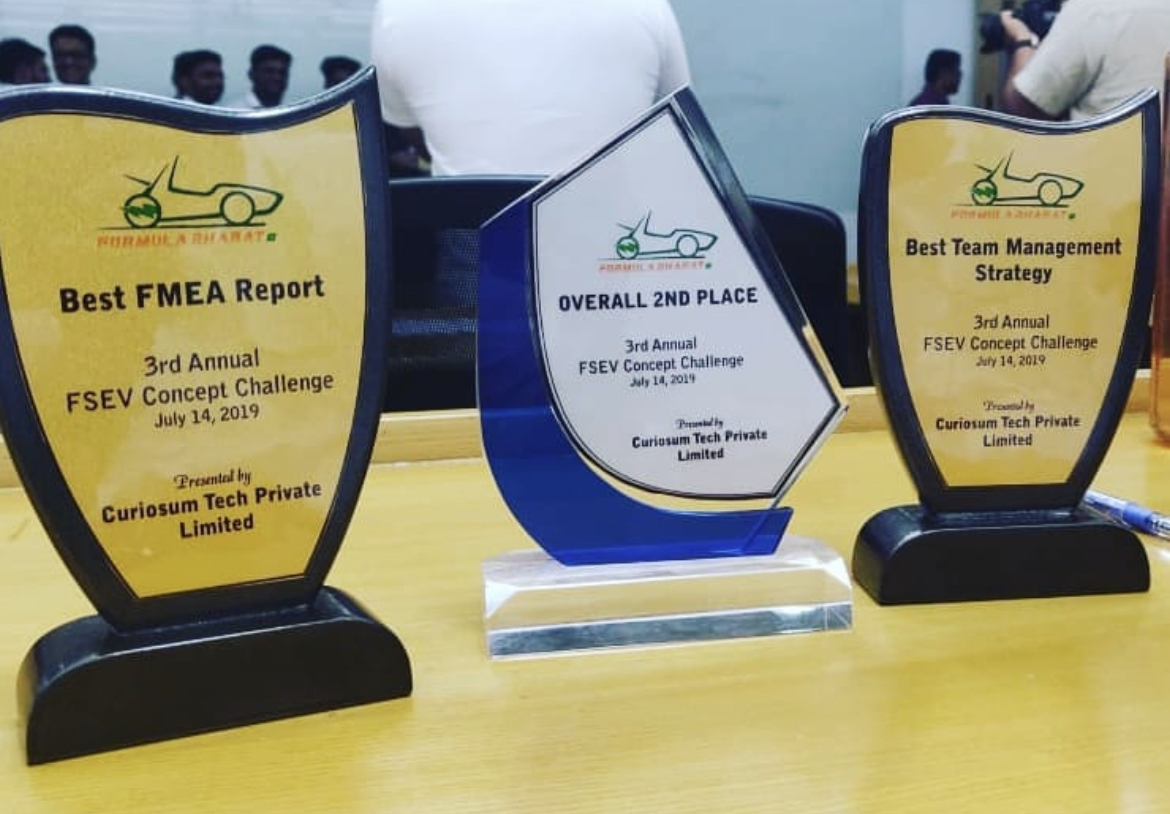 FORMULA BHARAT
Best FMEA Report
3rd Annual
FSEV Concept Challenge
July 14, 2019
Presented by
Curiosum Tech Private
Limited
FORMULA BHARAT
OVERALL 2ND PLACE
3rd Annual
FSEV Concept Challenge
July 14, 2019
Presented by
Curiosum Tech Private
Limited
FORMULA BHARAT
Best Team Management
Strategy
3rd Annual
FSEV Concept Challenge
July 14, 2019
Presented by
Curiosum Tech Private
Limited